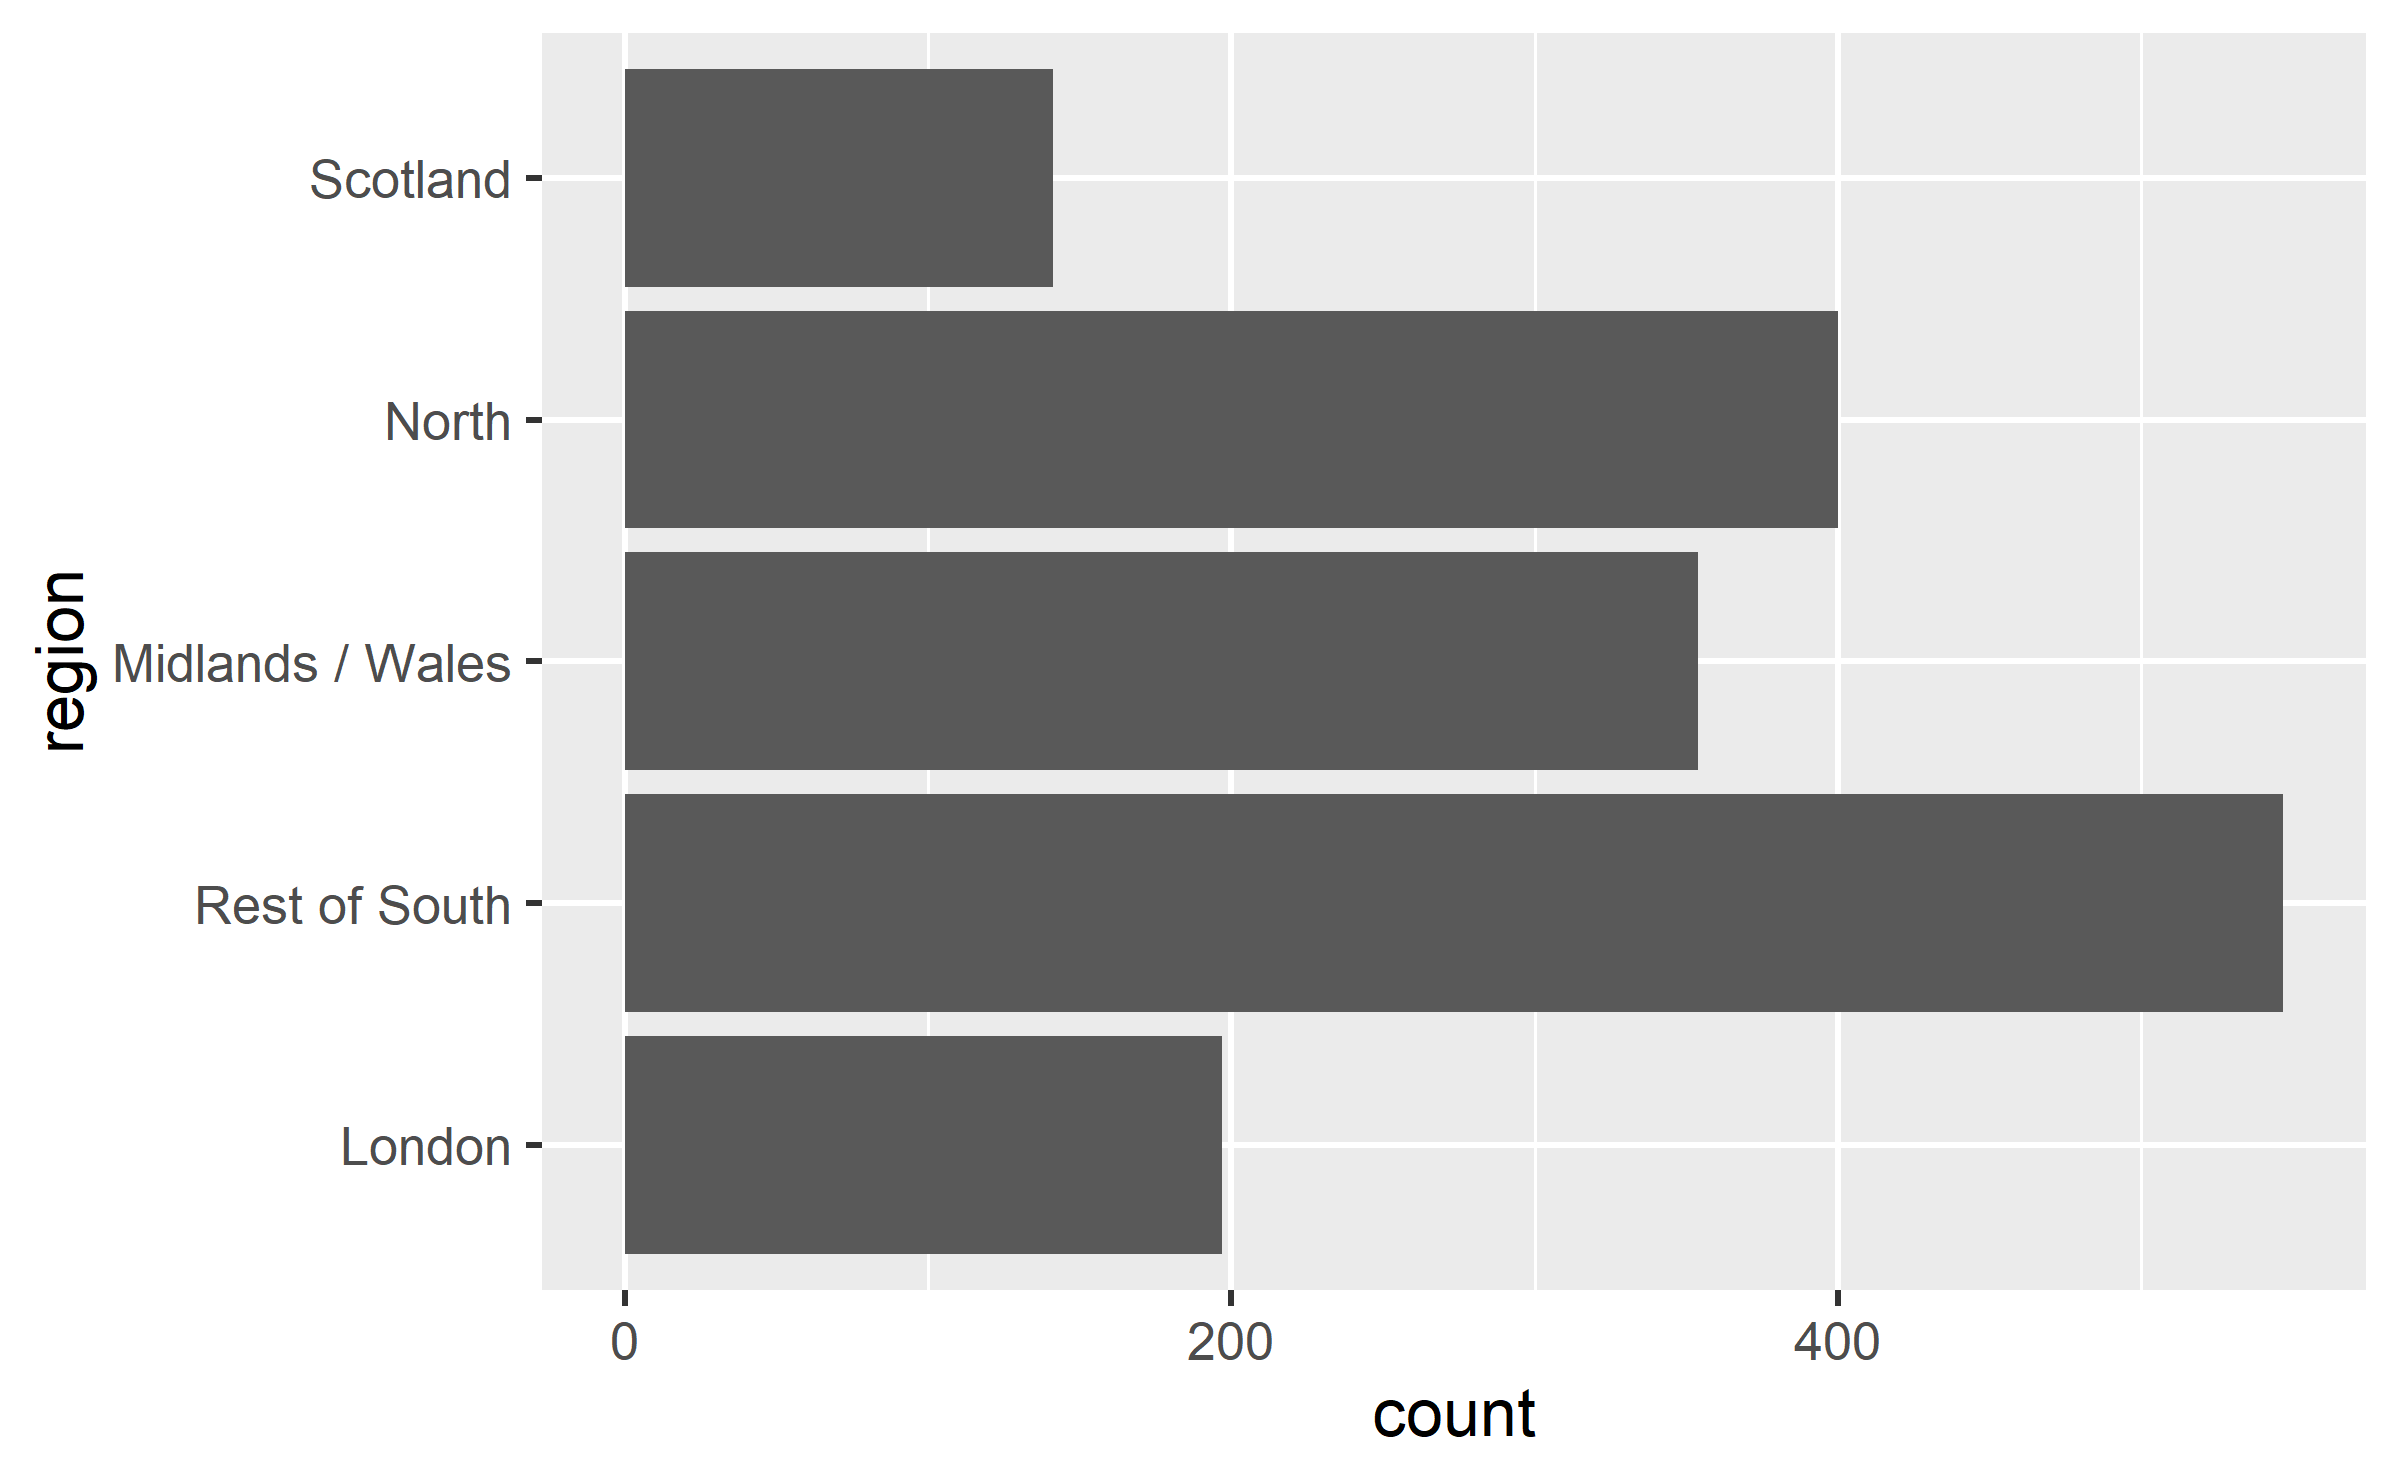 region
Scotland
North
Midlands / Wales
Rest of South
London
0 200 400
count